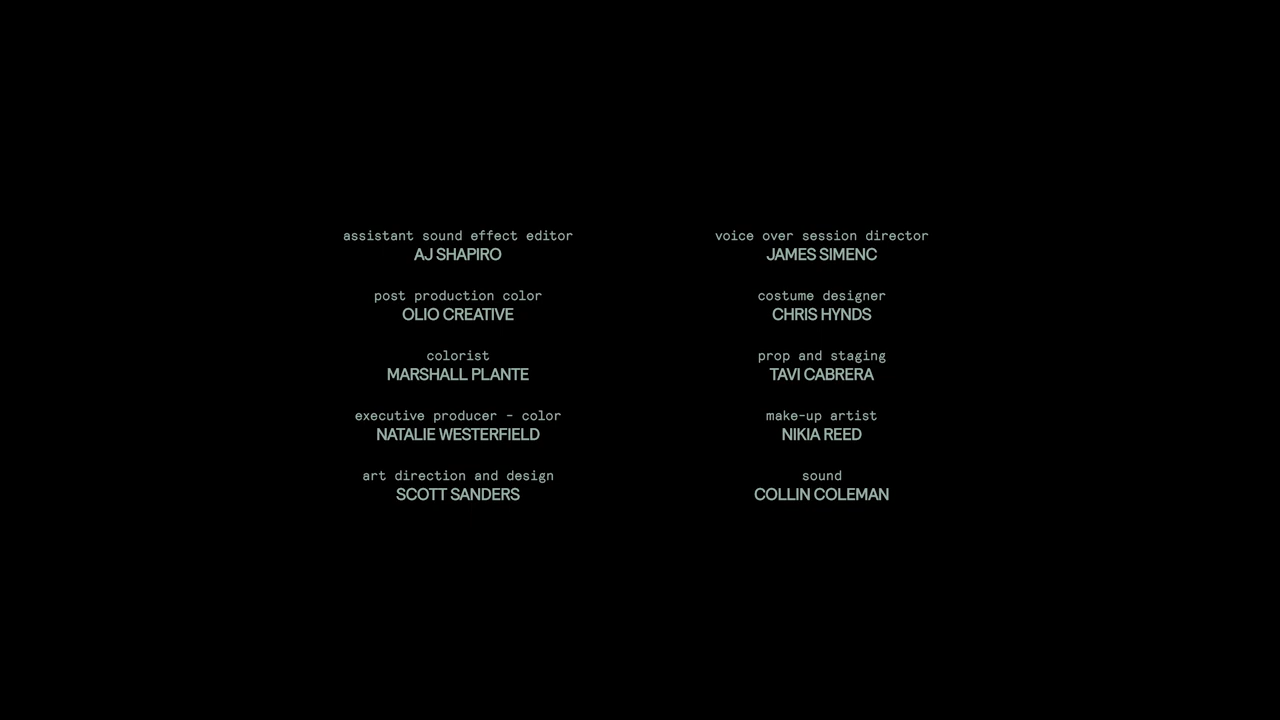 assistant sound effect editor
AJ SHAPIRO
post production color
OLIO CREATIVE
colorist
MARSHALL PLANTE
executive producer - color
NATALIE WESTERFIELD
art direction and design
SCOTT SANDERS
voice over session director
JAMES SIMENC
costume designer
CHRIS HYNDS
prop and staging
TAVI CABRERA
make-up artist
NIKIA REED
sound
COLLIN COLEMAN